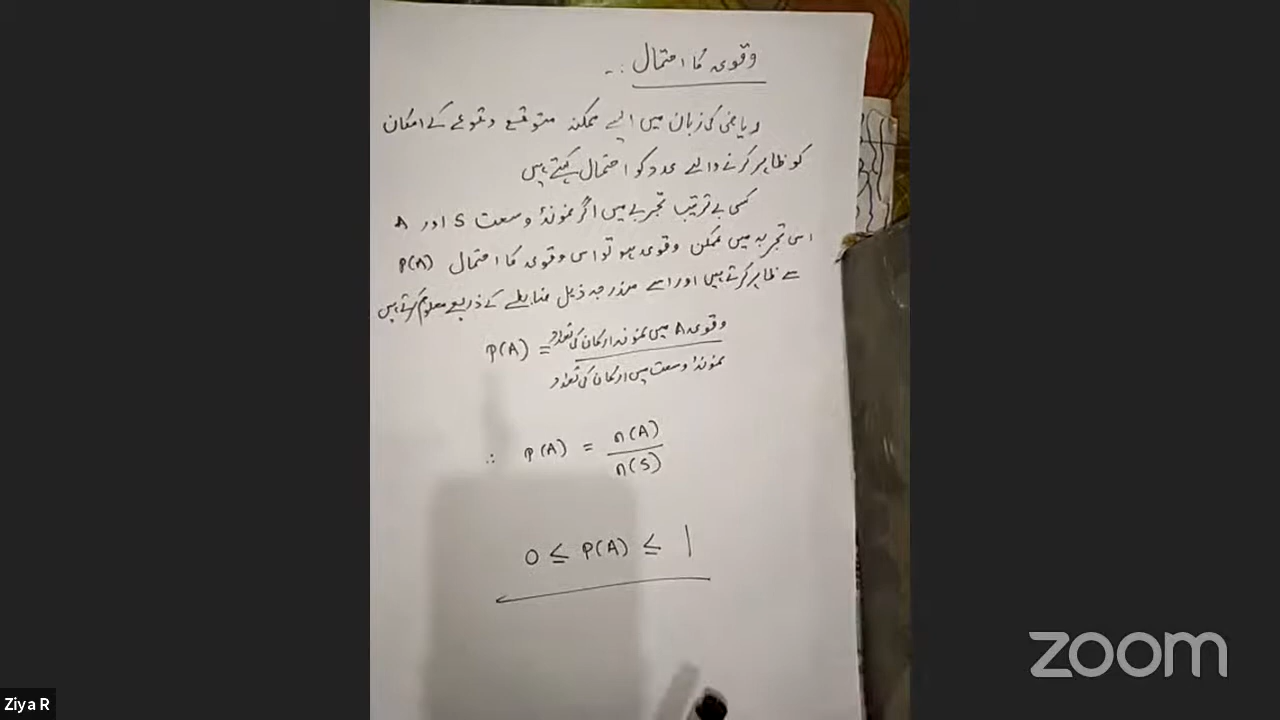 وقوعہ کا احتمال :-
ریاضی کی زبان میں ایسے ممکنہ متوقع وقوعے کے امکان
کو ظاہر کرنے والے عدد کو احتمال کہتے ہیں
کسی بے ترتیب تجربے میں اگر نمونۂ وسعت S اور A
اسی تجربہ میں ممکن وقوعہ ہو تو اس وقوعہ کا احتمال P(A)
سے ظاہر کرتے ہیں اور اسے مندرجہ ذیل ضابطے کے ذریعے معلوم کرتے ہیں
P(A) = وقوعہ A میں نمونہ ارکان کی تعداد
نمونۂ وسعت میں ارکان کی تعداد
∴ P(A) = n(A)
n(S)
0 ≤ P(A) ≤ 1
zoom
Ziya R